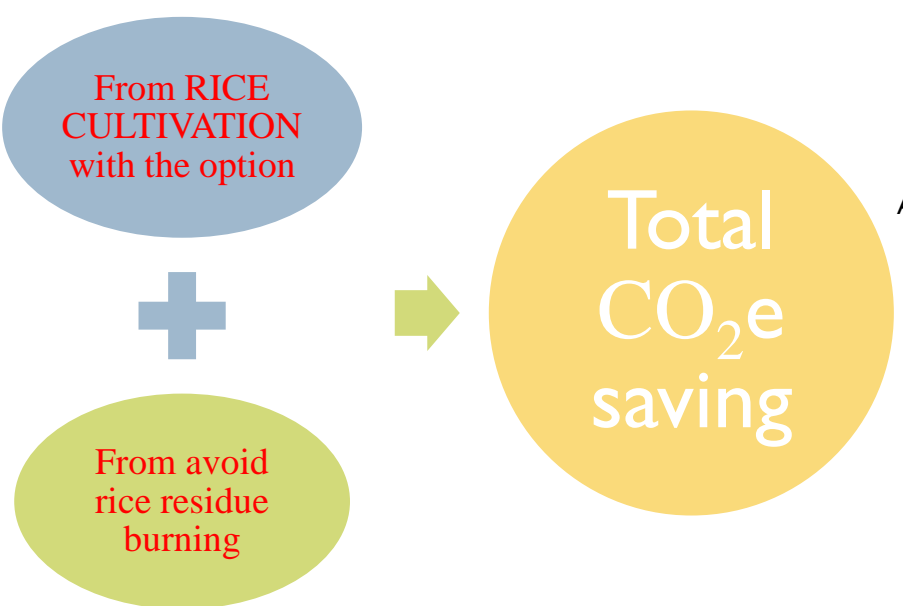 From RICE
CULTIVATION
with the option
From avoid
rice residue
burning
Total
CO₂e
saving